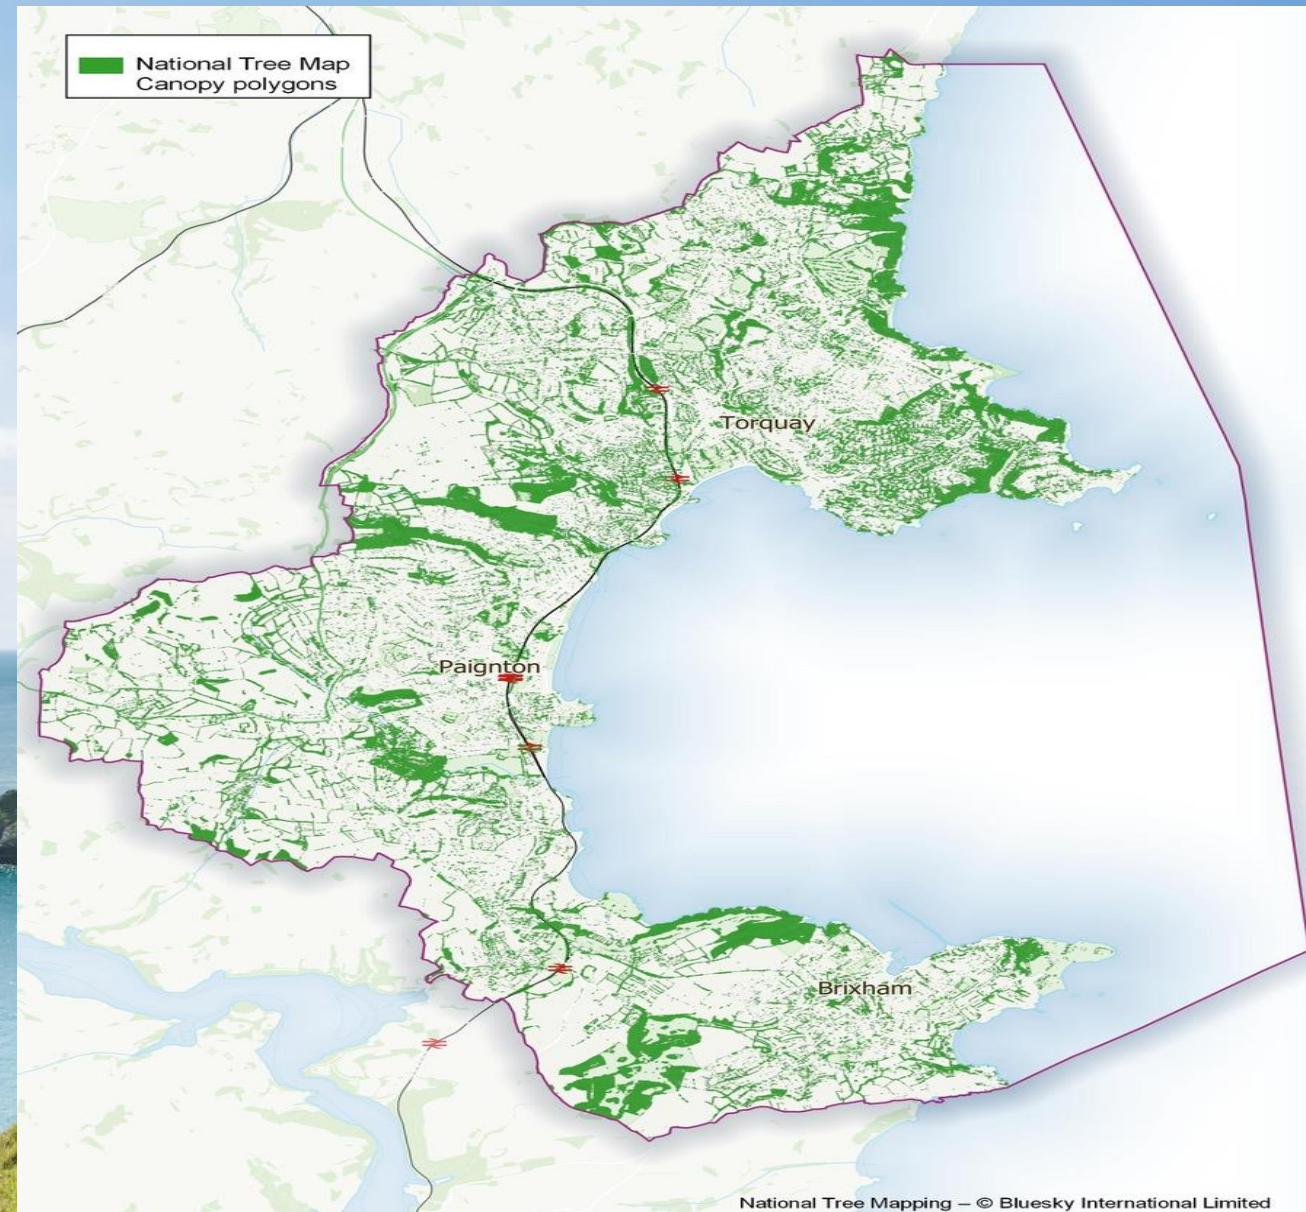 National Tree Map
Canopy polygons
Torquay
Paignton
Brixham
National Tree Mapping – © Bluesky International Limited